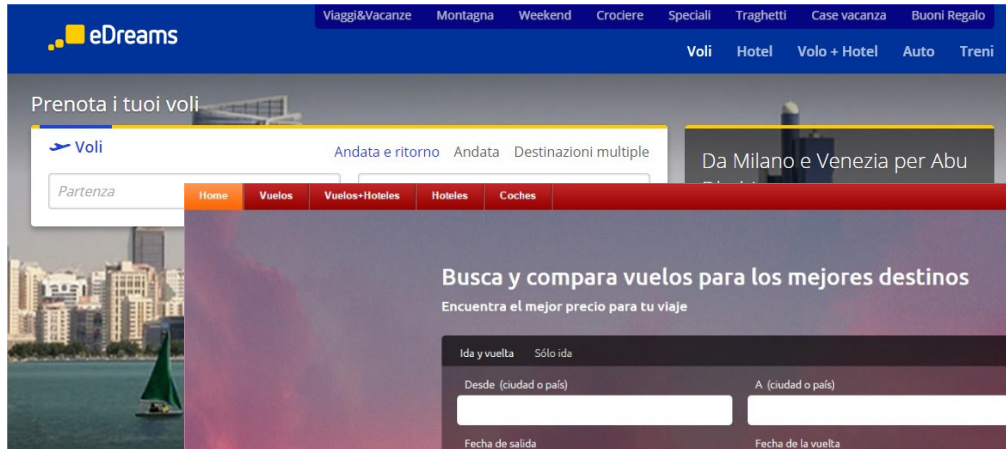 Viaggi&Vacanze Montagna Weekend Crociere Speciali Traghetti Case vacanza Buoni Regalo
eDreams
Voli Hotel Volo + Hotel Auto Treni
Prenota i tuoi voli
Voli
Andata e ritorno Andata Destinazioni multiple
Partenza
Da Milano e Venezia per Abu
Home Vuelos Vuelos+Hoteles Hoteles Coches
Busca y compara vuelos para los mejores destinos
Encuentra el mejor precio para tu viaje
Ida y vuelta Sólo ida
Desde (ciudad o país) A (ciudad o país)
Fecha de salida Fecha de la vuelta